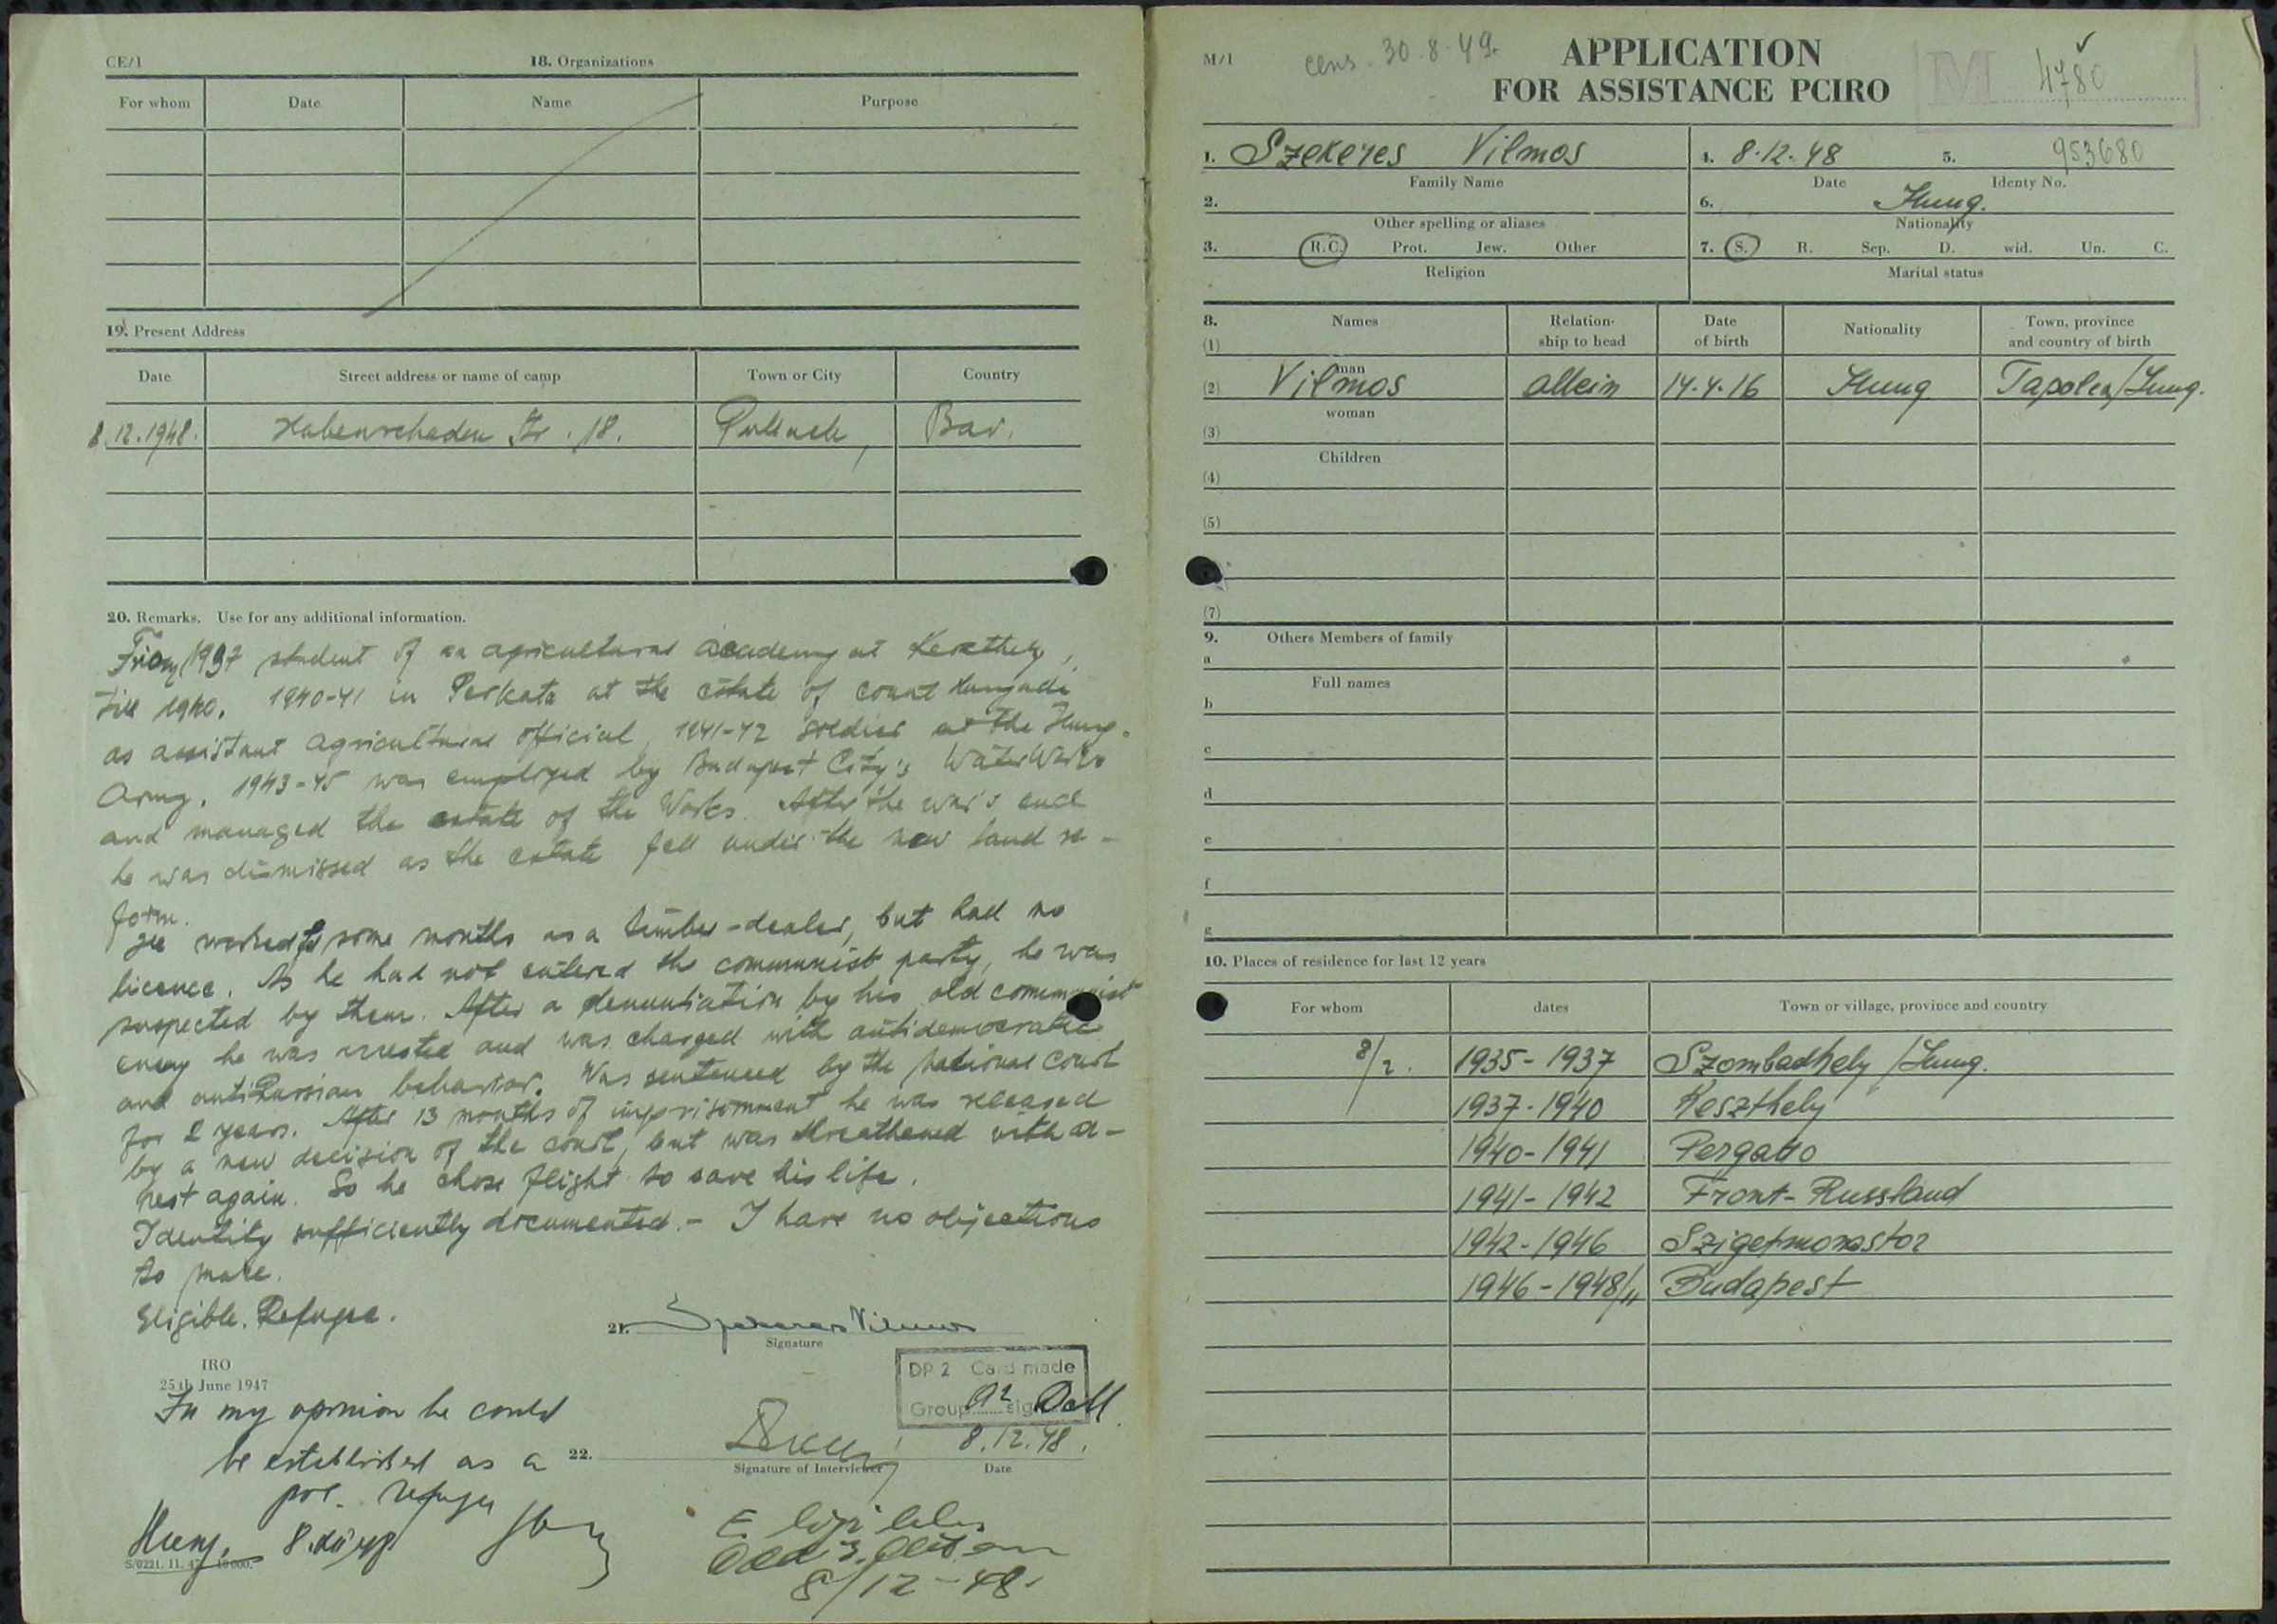 CE/1
18. Organizations
For whom Date Name Purpose
19. Present Address
Date Street address or name of camp Town or City Country
8.12.1948. Habenschaden Str. 18. Pullach, Bav.
20. Remarks. Use for any additional information.
From 1937 student of an agricultural academy at Keszthely,
till 1940. 1940-41 in Perkata at the estate of count Hunyadi
as assistant agricultural official, 1941-42 soldier at the Hung.
Army. 1943-45 was employed by Budapest City's WaterWorks
and managed the estate of the Works. After the war's end
he was dismissed as the estate fell under the new land re-
form.
He worked for some months as a timber-dealer, but had no
licence. As he had not entered the communist party, he was
suspected by them. After a denuntiation by his old communist
enemy he was arrested and was charged with antidemocratic
and antiRussian behavior. Was sentenced by the national court
for 2 years. After 13 months of imprisonment he was released
by a new decision of the court, but was threathened with ar-
rest again. So he chose flight to save his life.
Identity sufficiently documented. - I have no objections
to make.
Eligible. Refugee.
21. Szekeres Vilmos
Signature
IRO
25th June 1947
DP 2 Card made
Group A2 sig
In my opinion he could
be established as a
pol. refugee
22. 8.12.48.
Signature of Interviewer Date
Hung. 8.XII.48
S/0221. 11. 47.
Eligible
8/12-48.
M/1
cens. 30.8.49.
APPLICATION
FOR ASSISTANCE PCIRO
M 4780
1. Szekeres Vilmos 4. 8.12.48 5. 953680
Family Name Date Identy No.
2. 6. Hung.
Other spelling or aliases Nationality
3. R.C. Prot. Jew. Other 7. S. R. Sep. D. wid. Un. C.
Religion Marital status
8. Names Relation- Date Nationality Town, province
(1) ship to head of birth and country of birth
man
(2) Vilmos allein 14.4.16 Hung Tapolca/Hung.
woman
(3)
Children
(4)
(5)
(7)
9. Others Members of family
a
Full names
b
c
d
e
f
g
10. Places of residence for last 12 years
For whom dates Town or village, province and country
8/2. 1935-1937 Szombadhely/Hung.
1937-1940 Keszthely
1940-1941 Pergatto
1941-1942 Front-Russland
1942-1946 Szigetmonostor
1946-1948/11 Budapest